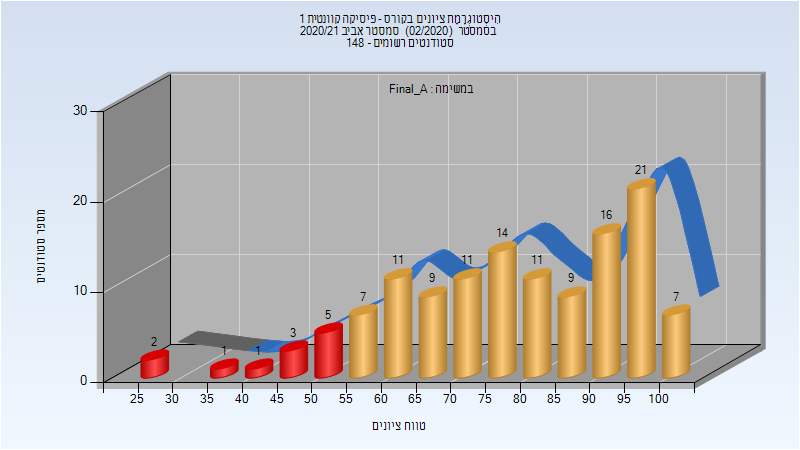 היסטוגרמת ציונים בקורס - פיסיקה קוונטית 1
בסמסטר (02/2020) סמסטר אביב 2020/21
סטודנטים רשומים - 148
במשימה : Final_A
30
20
10
0
מספר סטודנטים
2
1
1
3
5
7
11
9
11
14
11
9
16
21
7
25 30 35 40 45 50 55 60 65 70 75 80 85 90 95 100
טווח ציונים